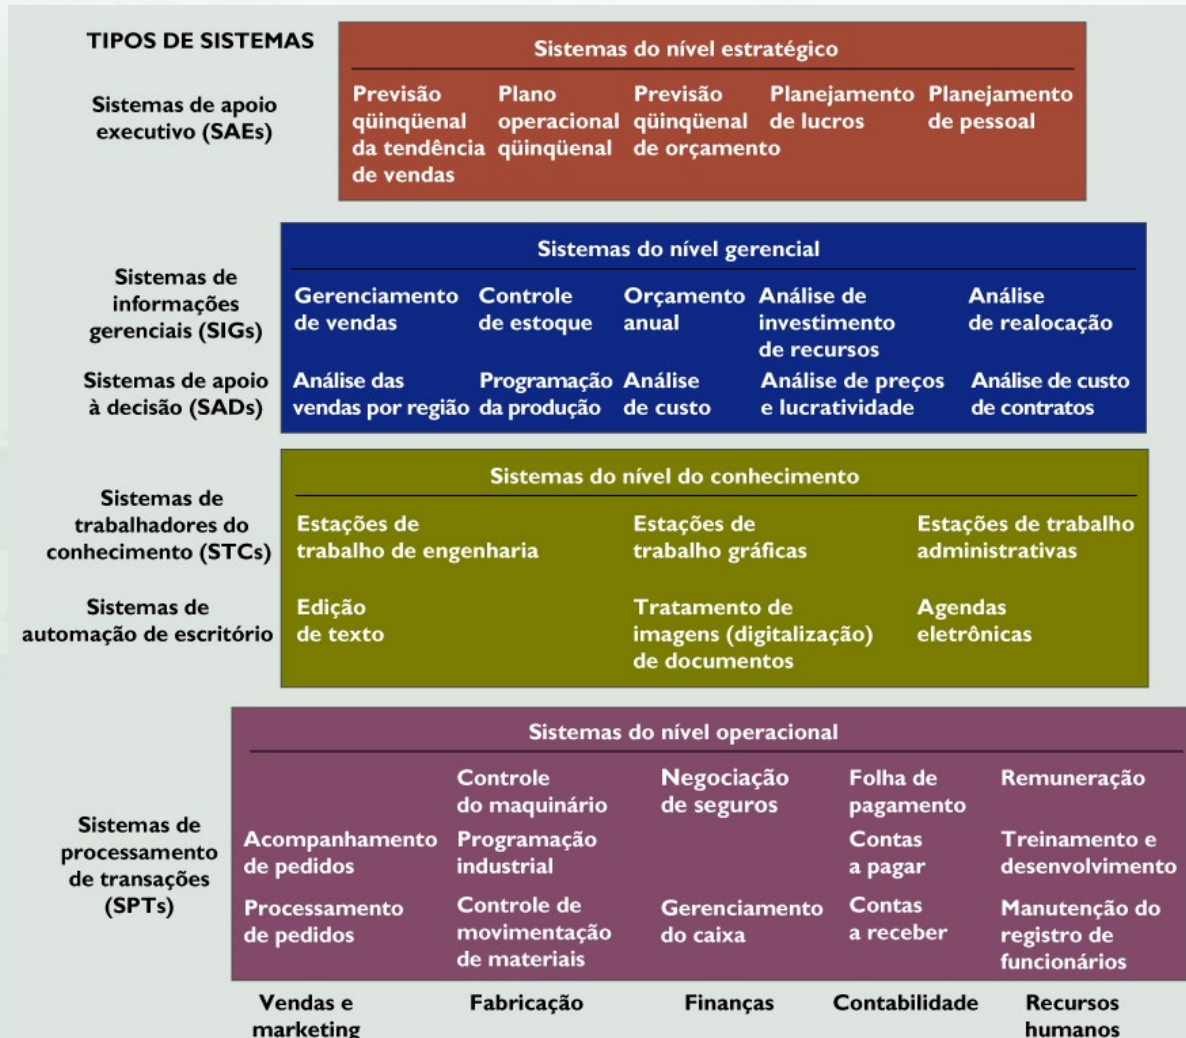 TIPOS DE SISTEMAS
Sistemas de apoio
executivo (SAEs)
Sistemas do nível estratégico
Previsão
qüinqüenal
da tendência
de vendas
Plano
operacional
qüinqüenal
Previsão
qüinqüenal
de orçamento
Planejamento
de lucros
Planejamento
de pessoal
Sistemas de
informações
gerenciais (SIGs)
Sistemas de apoio
à decisão (SADs)
Sistemas do nível gerencial
Gerenciamento
de vendas
Controle
de estoque
Orçamento
anual
Análise de
investimento
de recursos
Análise
de realocação
Análise das
vendas por região
Programação
da produção
Análise
de custo
Análise de preços
e lucratividade
Análise de custo
de contratos
Sistemas de
trabalhadores do
conhecimento (STCs)
Sistemas de
automação de escritório
Sistemas do nível do conhecimento
Estações de
trabalho de engenharia
Estações de
trabalho gráficas
Estações de trabalho
administrativas
Edição
de texto
Tratamento de
imagens (digitalização)
de documentos
Agendas
eletrônicas
Sistemas de
processamento
de transações
(SPTs)
Sistemas do nível operacional
Controle
do maquinário
Negociação
de seguros
Folha de
pagamento
Remuneração
Acompanhamento
de pedidos
Programação
industrial
Contas
a pagar
Treinamento e
desenvolvimento
Processamento
de pedidos
Controle de
movimentação
de materiais
Gerenciamento
do caixa
Contas
a receber
Manutenção do
registro de
funcionários
Vendas e
marketing
Fabricação
Finanças
Contabilidade
Recursos
humanos